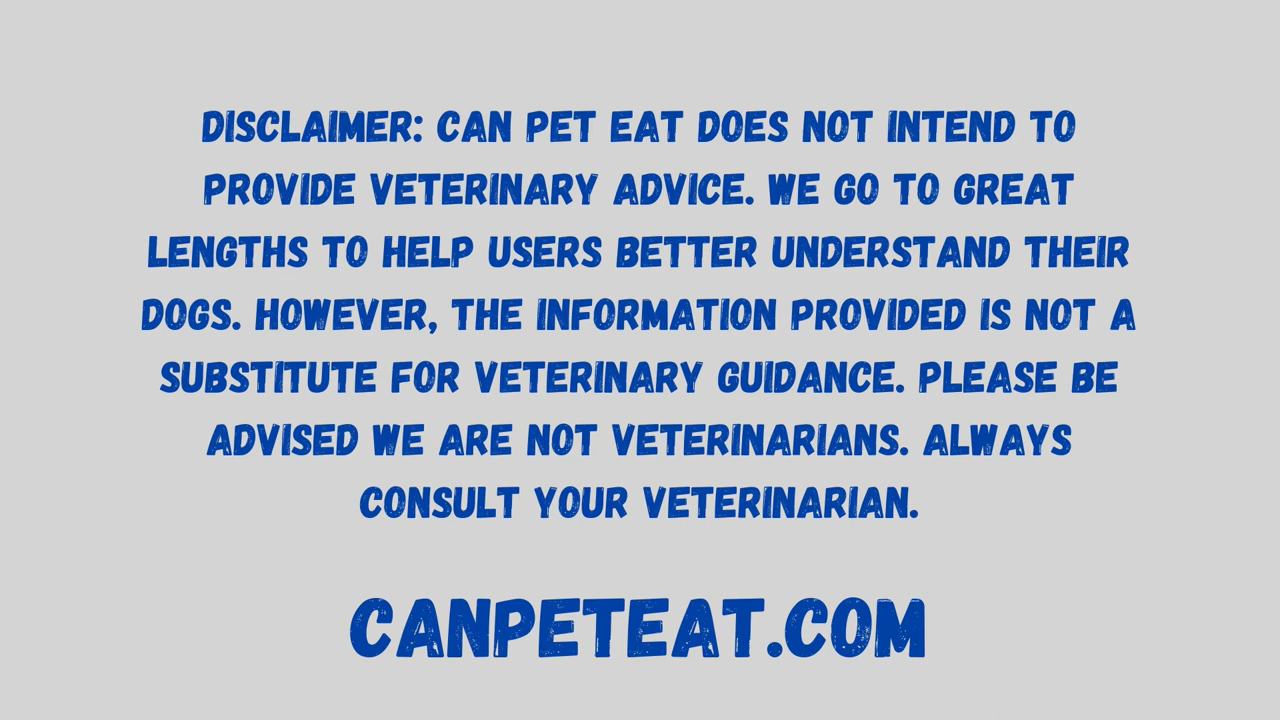 DISCLAIMER: CAN PET EAT DOES NOT INTEND TO
PROVIDE VETERINARY ADVICE. WE GO TO GREAT
LENGTHS TO HELP USERS BETTER UNDERSTAND THEIR
DOGS. HOWEVER, THE INFORMATION PROVIDED IS NOT A
SUBSTITUTE FOR VETERINARY GUIDANCE. PLEASE BE
ADVISED WE ARE NOT VETERINARIANS. ALWAYS
CONSULT YOUR VETERINARIAN.
CANPETEAT.COM